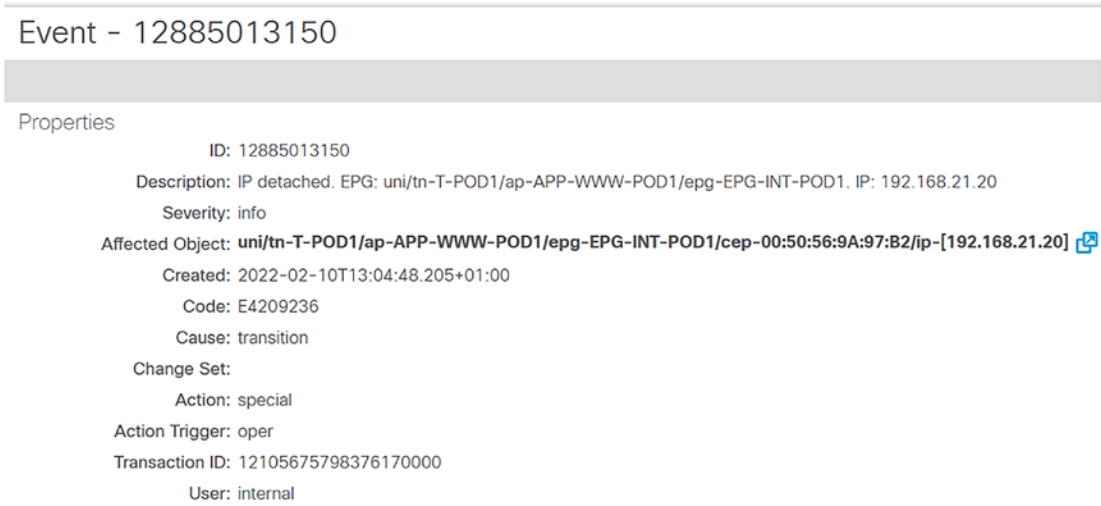 Event - 12885013150
Properties
ID: 12885013150
Description: IP detached. EPG: uni/tn-T-POD1/ap-APP-WWW-POD1/epg-EPG-INT-POD1. IP: 192.168.21.20
Severity: info
Affected Object: uni/tn-T-POD1/ap-APP-WWW-POD1/epg-EPG-INT-POD1/cep-00:50:56:9A:97:B2/ip-[192.168.21.20]
Created: 2022-02-10T13:04:48.205+01:00
Code: E4209236
Cause: transition
Change Set:
Action: special
Action Trigger: oper
Transaction ID: 12105675798376170000
User: internal